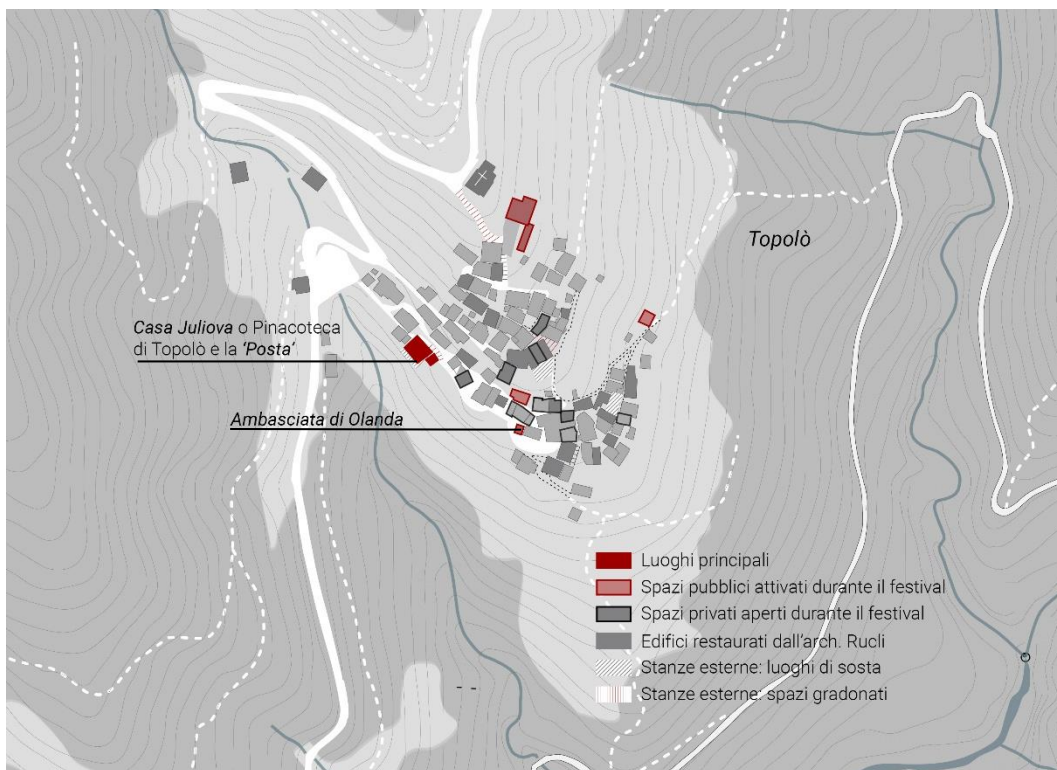 Topolò
Casa Juliova o Pinacoteca
di Topolò e la ‘Posta’
Ambasciata di Olanda
Luoghi principali
Spazi pubblici attivati durante il festival
Spazi privati aperti durante il festival
Edifici restaurati dall'arch. Rucli
Stanze esterne: luoghi di sosta
Stanze esterne: spazi gradonati